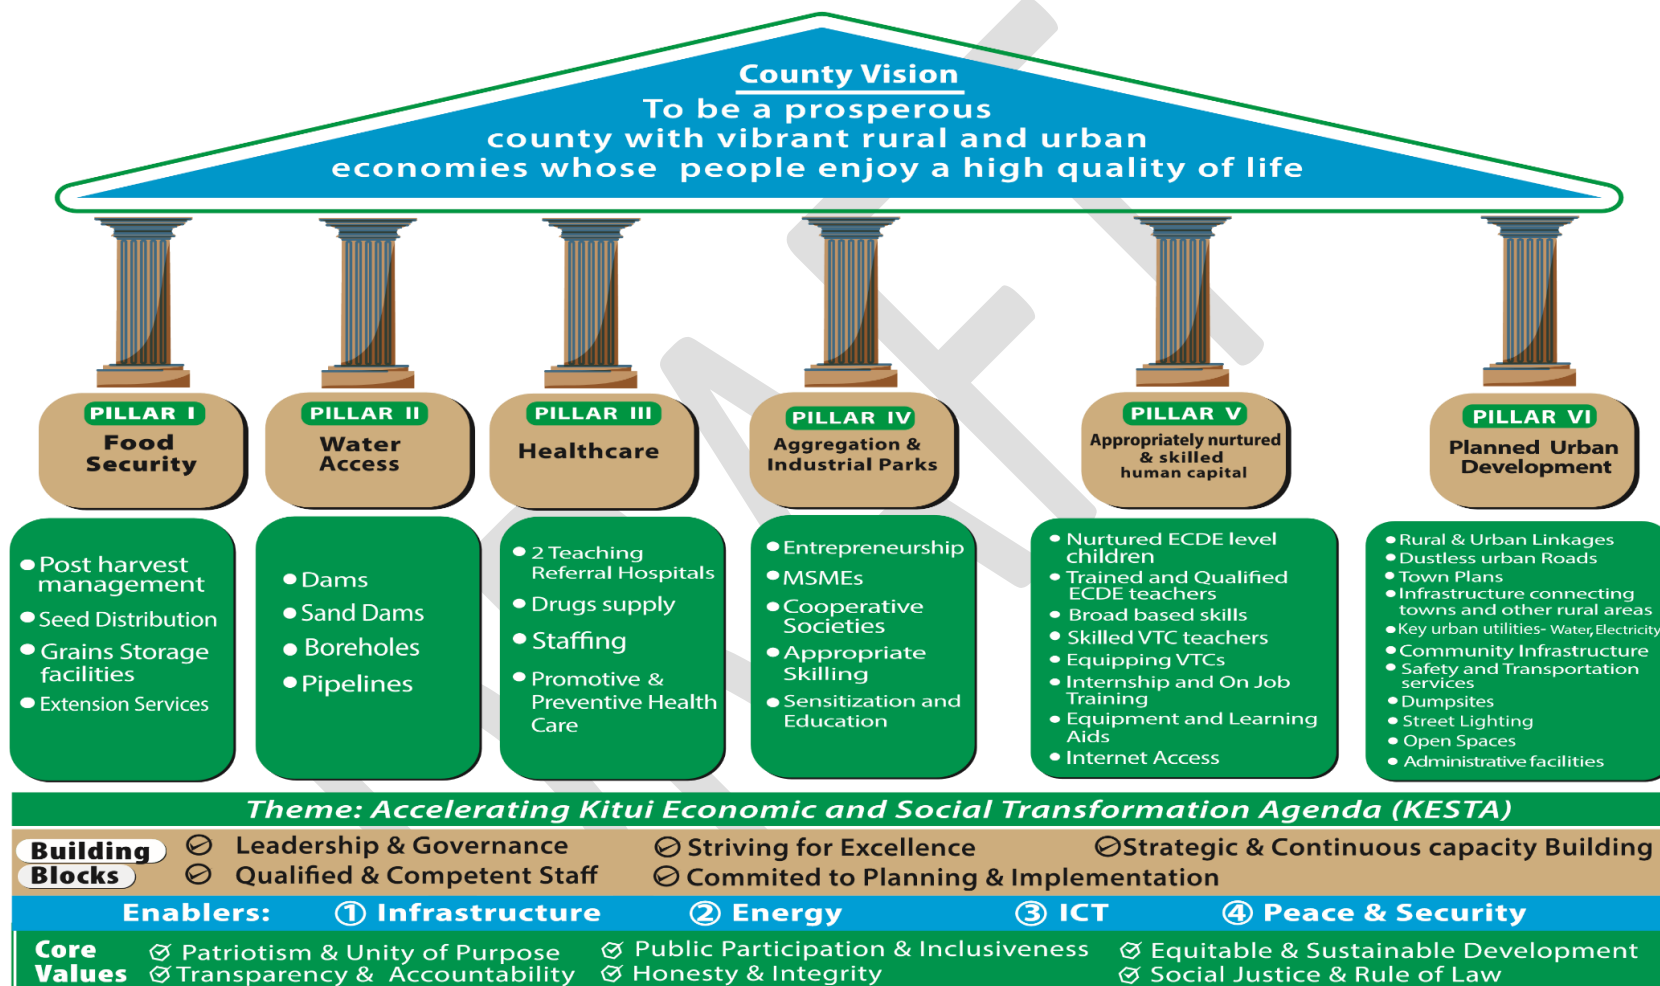 County Vision
To be a prosperous
county with vibrant rural and urban
economies whose people enjoy a high quality of life
PILLAR I
Food
Security
PILLAR II
Water
Access
PILLAR III
Healthcare
PILLAR IV
Aggregation &
Industrial Parks
PILLAR V
Appropriately nurtured
& skilled
human capital
PILLAR VI
Planned Urban
Development
Post harvest
management
Seed Distribution
Grains Storage
facilities
Extension Services
Dams
Sand Dams
Boreholes
Pipelines
2 Teaching
Referral Hospitals
Drugs supply
Staffing
Promotive &
Preventive Health
Care
Entrepreneurship
MSMEs
Cooperative
Societies
Appropriate
Skilling
Sensitization and
Education
Nurtured ECDE level
children
Trained and Qualified
ECDE teachers
Broad based skills
Skilled VTC teachers
Equipping VTCs
Internship and On Job
Training
Equipment and Learning
Aids
Internet Access
Rural & Urban Linkages
Dustless urban Roads
Town Plans
Infrastructure connecting
towns and other rural areas
Key urban utilities- Water, Electricity
Community Infrastructure
Safety and Transportation
services
Dumpsites
Street Lighting
Open Spaces
Administrative facilities
Theme: Accelerating Kitui Economic and Social Transformation Agenda (KESTA)
Building
Blocks
Leadership & Governance
Striving for Excellence
Strategic & Continuous capacity Building
Qualified & Competent Staff
Commited to Planning & Implementation
Enablers: 1 Infrastructure 2 Energy 3 ICT 4 Peace & Security
Core
Values
Patriotism & Unity of Purpose
Public Participation & Inclusiveness
Equitable & Sustainable Development
Transparency & Accountability
Honesty & Integrity
Social Justice & Rule of Law
DRAFT